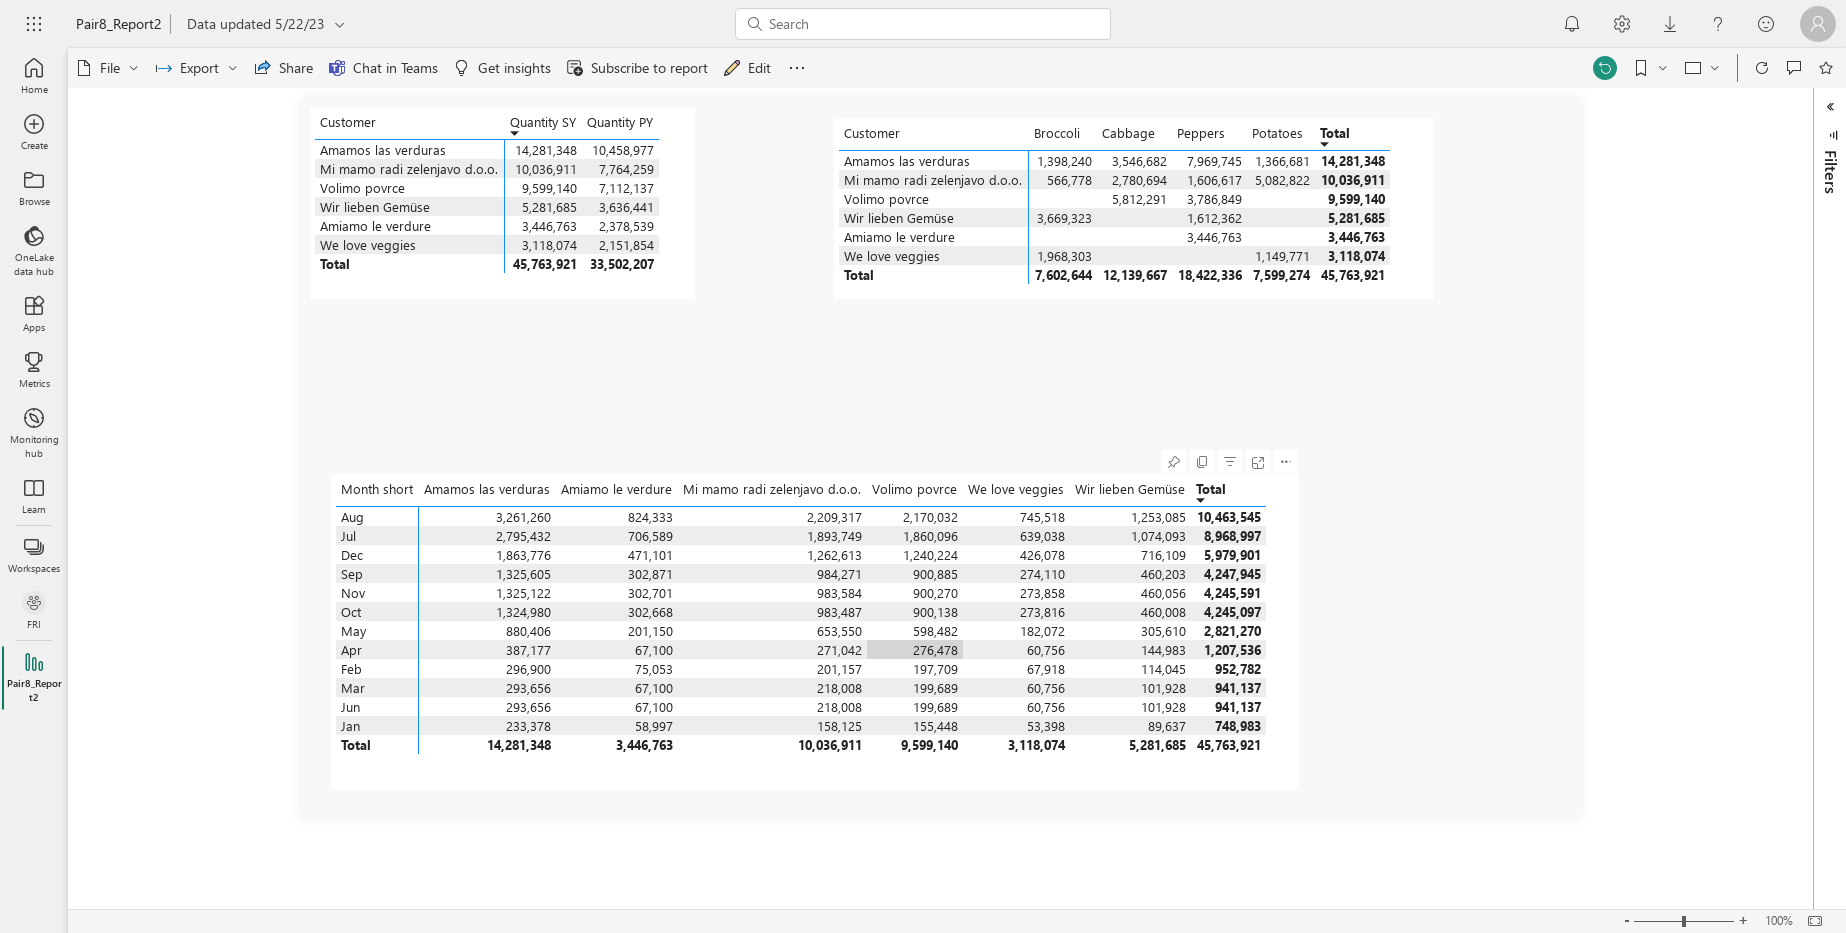 Pair8_Report2 Data updated 5/22/23 Search
File Export Share Chat in Teams Get insights Subscribe to report Edit
Home
Create
Browse
OneLake
data hub
Apps
Metrics
Monitoring
hub
Learn
Workspaces
FRI
Pair8_Repor
t2
Customer Quantity SY Quantity PY
Amamos las verduras 14,281,348 10,458,977
Mi mamo radi zelenjavo d.o.o. 10,036,911 7,764,259
Volimo povrce 9,599,140 7,112,137
Wir lieben Gemüse 5,281,685 3,636,441
Amiamo le verdure 3,446,763 2,378,539
We love veggies 3,118,074 2,151,854
Total 45,763,921 33,502,207
Customer Broccoli Cabbage Peppers Potatoes Total
Amamos las verduras 1,398,240 3,546,682 7,969,745 1,366,681 14,281,348
Mi mamo radi zelenjavo d.o.o. 566,778 2,780,694 1,606,617 5,082,822 10,036,911
Volimo povrce 5,812,291 3,786,849 9,599,140
Wir lieben Gemüse 3,669,323 1,612,362 5,281,685
Amiamo le verdure 3,446,763 3,446,763
We love veggies 1,968,303 1,149,771 3,118,074
Total 7,602,644 12,139,667 18,422,336 7,599,274 45,763,921
Month short Amamos las verduras Amiamo le verdure Mi mamo radi zelenjavo d.o.o. Volimo povrce We love veggies Wir lieben Gemüse Total
Aug 3,261,260 824,333 2,209,317 2,170,032 745,518 1,253,085 10,463,545
Jul 2,795,432 706,589 1,893,749 1,860,096 639,038 1,074,093 8,968,997
Dec 1,863,776 471,101 1,262,613 1,240,224 426,078 716,109 5,979,901
Sep 1,325,605 302,871 984,271 900,885 274,110 460,203 4,247,945
Nov 1,325,122 302,701 983,584 900,270 273,858 460,056 4,245,591
Oct 1,324,980 302,668 983,487 900,138 273,816 460,008 4,245,097
May 880,406 201,150 653,550 598,482 182,072 305,610 2,821,270
Apr 387,177 67,100 271,042 276,478 60,756 144,983 1,207,536
Feb 296,900 75,053 201,157 197,709 67,918 114,045 952,782
Mar 293,656 67,100 218,008 199,689 60,756 101,928 941,137
Jun 293,656 67,100 218,008 199,689 60,756 101,928 941,137
Jan 233,378 58,997 158,125 155,448 53,398 89,637 748,983
Total 14,281,348 3,446,763 10,036,911 9,599,140 3,118,074 5,281,685 45,763,921
Filters
- + 100%